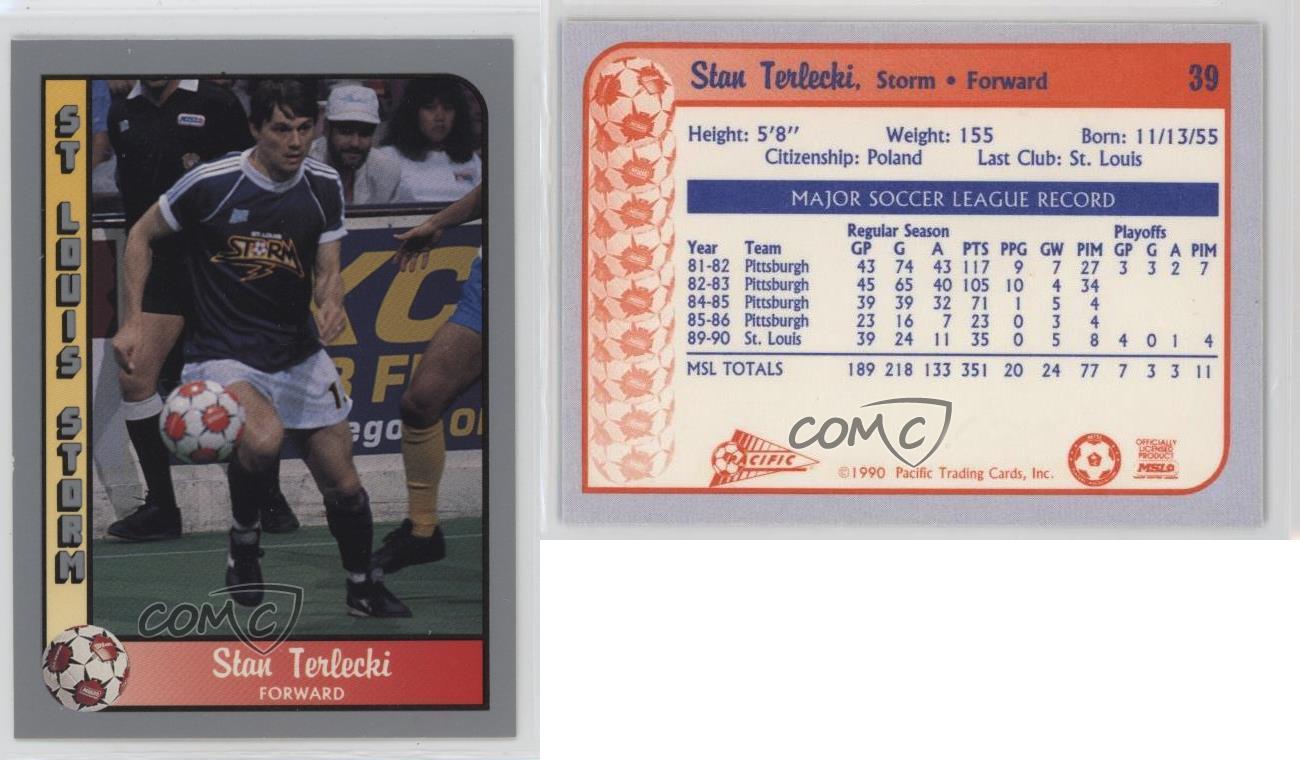 ST LOUIS STORM
MISL
ST. LOUIS
STORM
KC
R F
ego
COMC
Stan Terlecki
FORWARD
Stan Terlecki, Storm • Forward 39
Height: 5'8" Weight: 155 Born: 11/13/55
Citizenship: Poland Last Club: St. Louis
MAJOR SOCCER LEAGUE RECORD
Regular Season Playoffs
Year Team GP G A PTS PPG GW PIM GP G A PIM
81-82 Pittsburgh 43 74 43 117 9 7 27 3 3 2 7
82-83 Pittsburgh 45 65 40 105 10 4 34
84-85 Pittsburgh 39 39 32 71 1 5 4
85-86 Pittsburgh 23 16 7 23 0 3 4
89-90 St. Louis 39 24 11 35 0 5 8 4 0 1 4
MSL TOTALS 189 218 133 351 20 24 77 7 3 3 11
COMC
PACIFIC
©1990 Pacific Trading Cards, Inc.
OFFICIALLY
LICENSED
PRODUCT
MSL